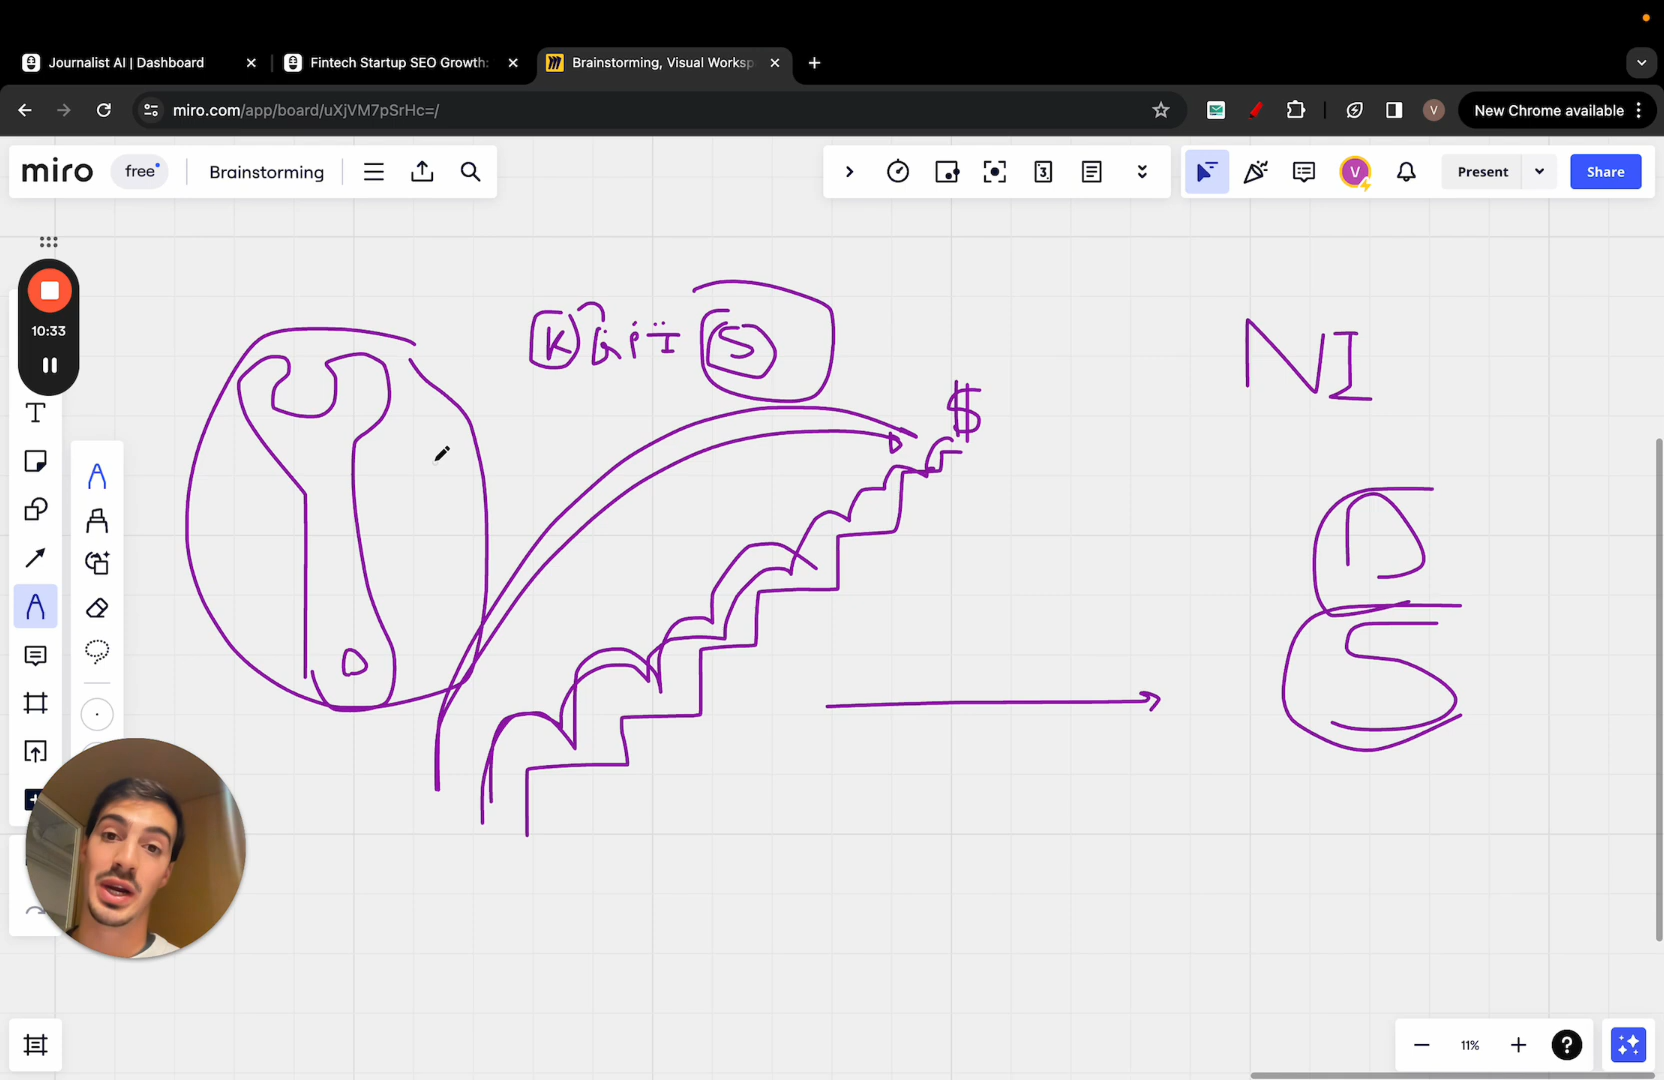 Journalist AI | Dashboard
Fintech Startup SEO Growth:
Brainstorming, Visual Worksp
miro.com/app/board/uXjVM7pSrHc=/
V
New Chrome available
miro
free
Brainstorming
3
V
Present
Share
10:33
K
S
$
NI
D
S
T
11%
?